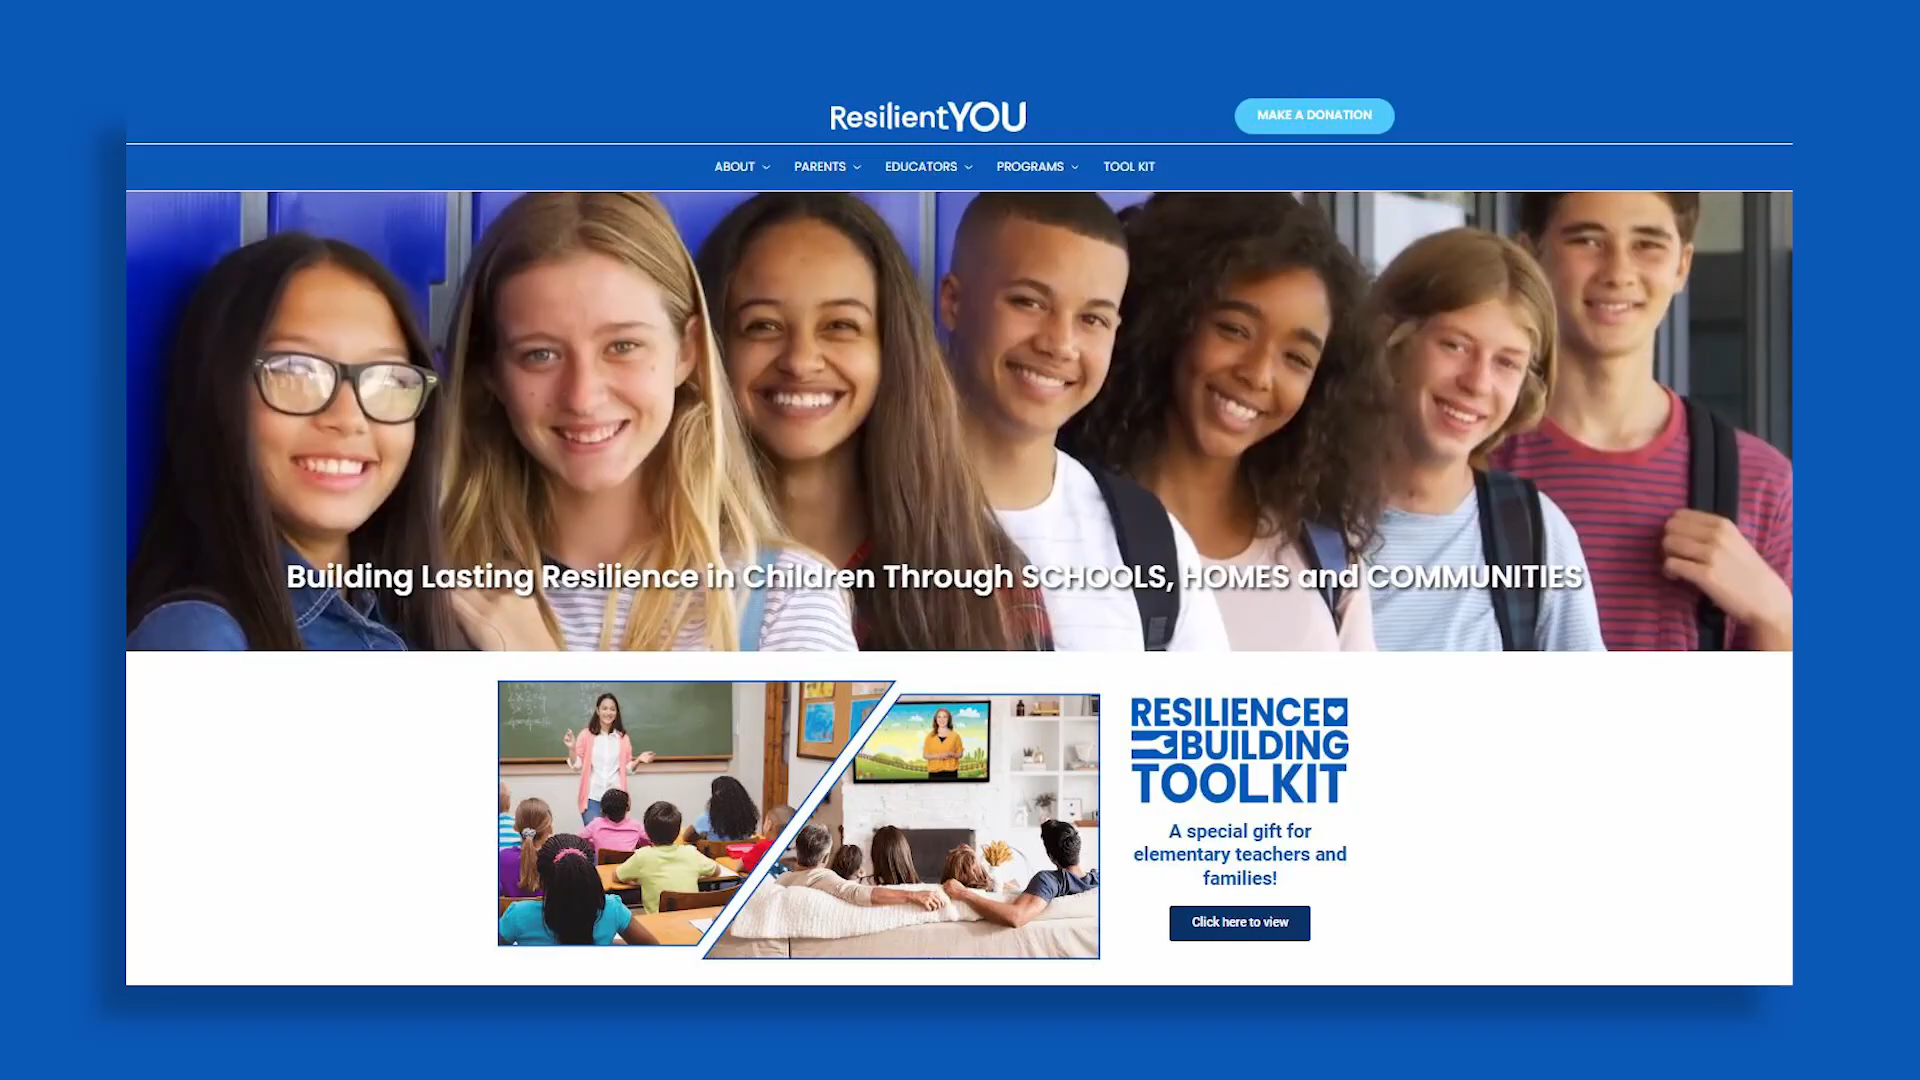 ResilientYOU
MAKE A DONATION
ABOUT
PARENTS
EDUCATORS
PROGRAMS
TOOL KIT
Building Lasting Resilience in Children Through SCHOOLS, HOMES and COMMUNITIES
RESILIENCE
BUILDING
TOOLKIT
A special gift for
elementary teachers and
families!
Click here to view